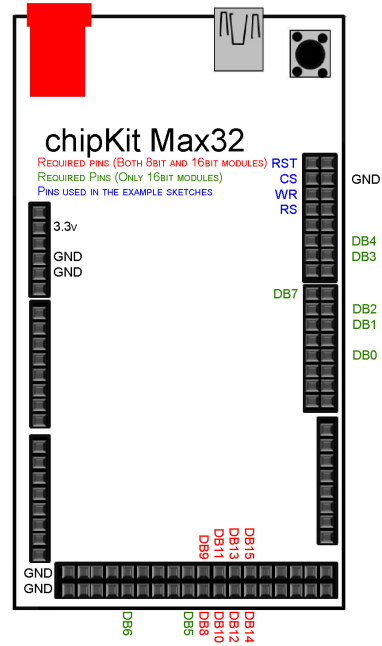 chipKit Max32
Required pins (Both 8bit and 16bit modules)
Required Pins (Only 16bit modules)
Pins used in the example sketches
RST
CS
GND
WR
RS
3.3v
DB4
GND
DB3
GND
DB7
DB2
DB1
DB0
DB9
DB11
DB13
DB15
GND
GND
DB6
DB5
DB8
DB10
DB12
DB14